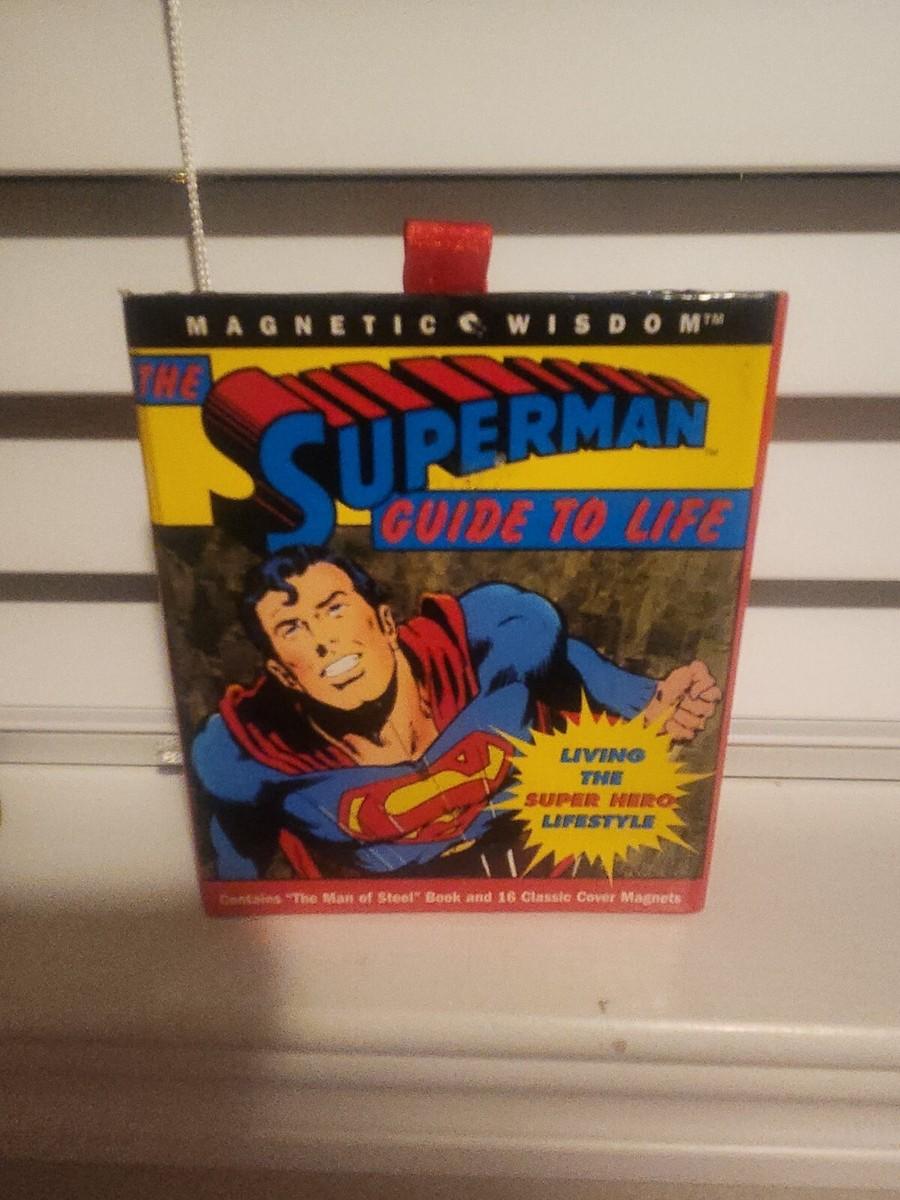 MAGNETIC WISDOM™
THE
SUPERMAN™
GUIDE TO LIFE
LIVING
THE
SUPER HERO
LIFESTYLE
Contains "The Man of Steel" Book and 16 Classic Cover Magnets